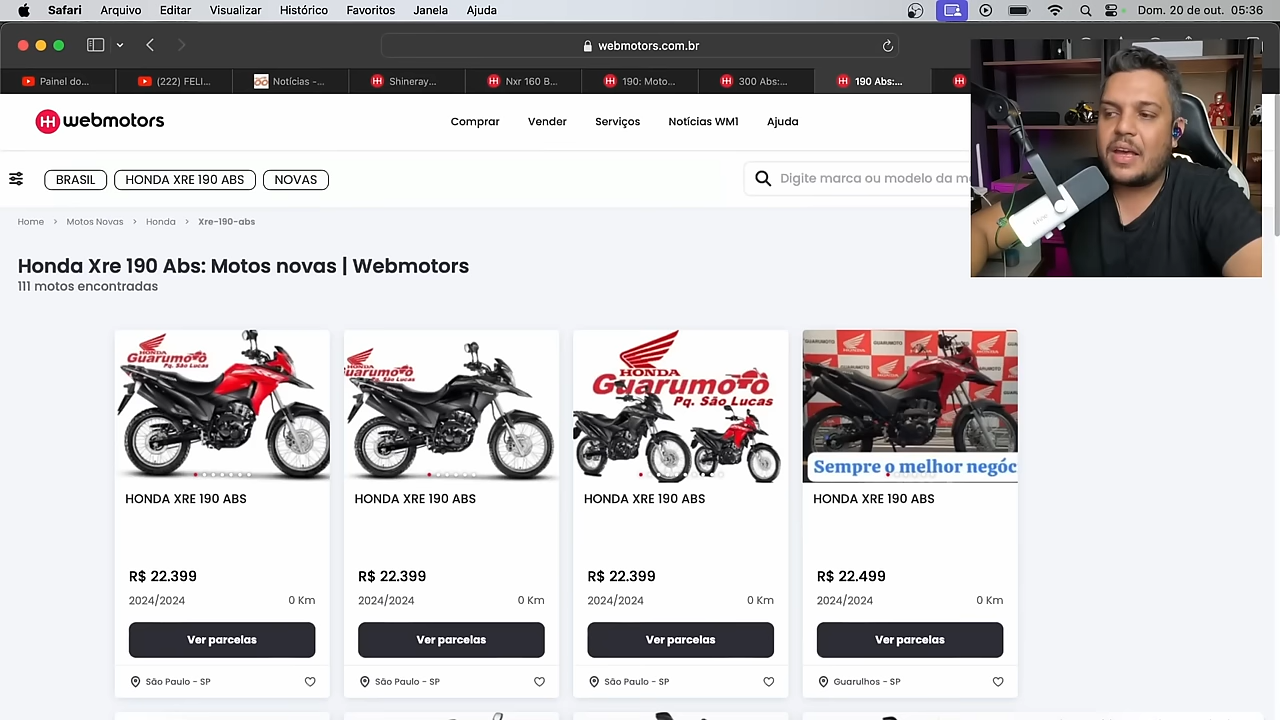 Safari Arquivo Editar Visualizar Histórico Favoritos Janela Ajuda Dom. 20 de out. 05:36
webmotors.com.br
Painel do... (222) FELI... Notícias -... Shineray... Nxr 160 B... 190: Moto... 300 Abs:... 190 Abs:...
webmotors Comprar Vender Serviços Notícias WM1 Ajuda
BRASIL HONDA XRE 190 ABS NOVAS Digite marca ou modelo da
Home > Motos Novas > Honda > Xre-190-abs
Honda Xre 190 Abs: Motos novas | Webmotors
111 motos encontradas
HONDA
Guarumoto
Pq. São Lucas
HONDA
Guarumoto
Pq. São Lucas
HONDA
Guarumoto
Pq. São Lucas
GUARUMOTO
HONDA
Sempre o melhor negóc
HONDA XRE 190 ABS HONDA XRE 190 ABS HONDA XRE 190 ABS HONDA XRE 190 ABS
R$ 22.399 R$ 22.399 R$ 22.399 R$ 22.499
2024/2024 0 Km 2024/2024 0 Km 2024/2024 0 Km 2024/2024 0 Km
Ver parcelas Ver parcelas Ver parcelas Ver parcelas
São Paulo - SP São Paulo - SP São Paulo - SP Guarulhos - SP